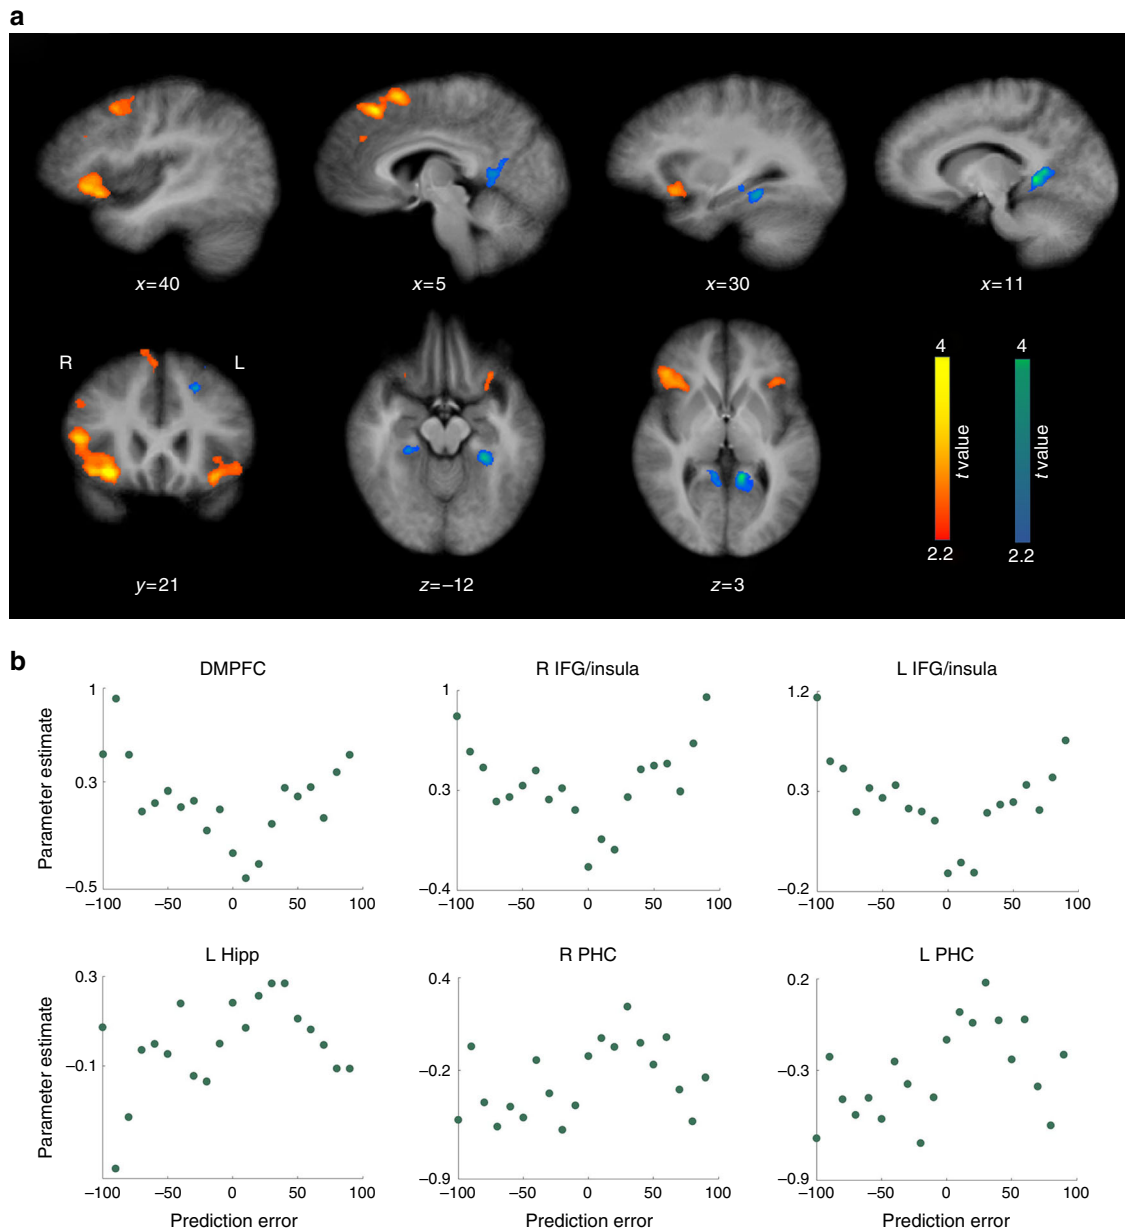 a
x=40
x=5
x=30
x=11
R
L
4
4
t value
t value
2.2
2.2
y=21
z=–12
z=3
b
DMPFC
R IFG/insula
L IFG/insula
Parameter estimate
1
0.3
–0.5
–100
–50
0
50
100
1
0.3
–0.4
–100
–50
0
50
100
1.2
0.3
–0.2
–100
–50
0
50
100
L Hipp
R PHC
L PHC
Parameter estimate
0.3
–0.1
–100
–50
0
50
100
Prediction error
0.4
–0.2
–0.9
–100
–50
0
50
100
Prediction error
0.2
–0.3
–0.9
–100
–50
0
50
100
Prediction error